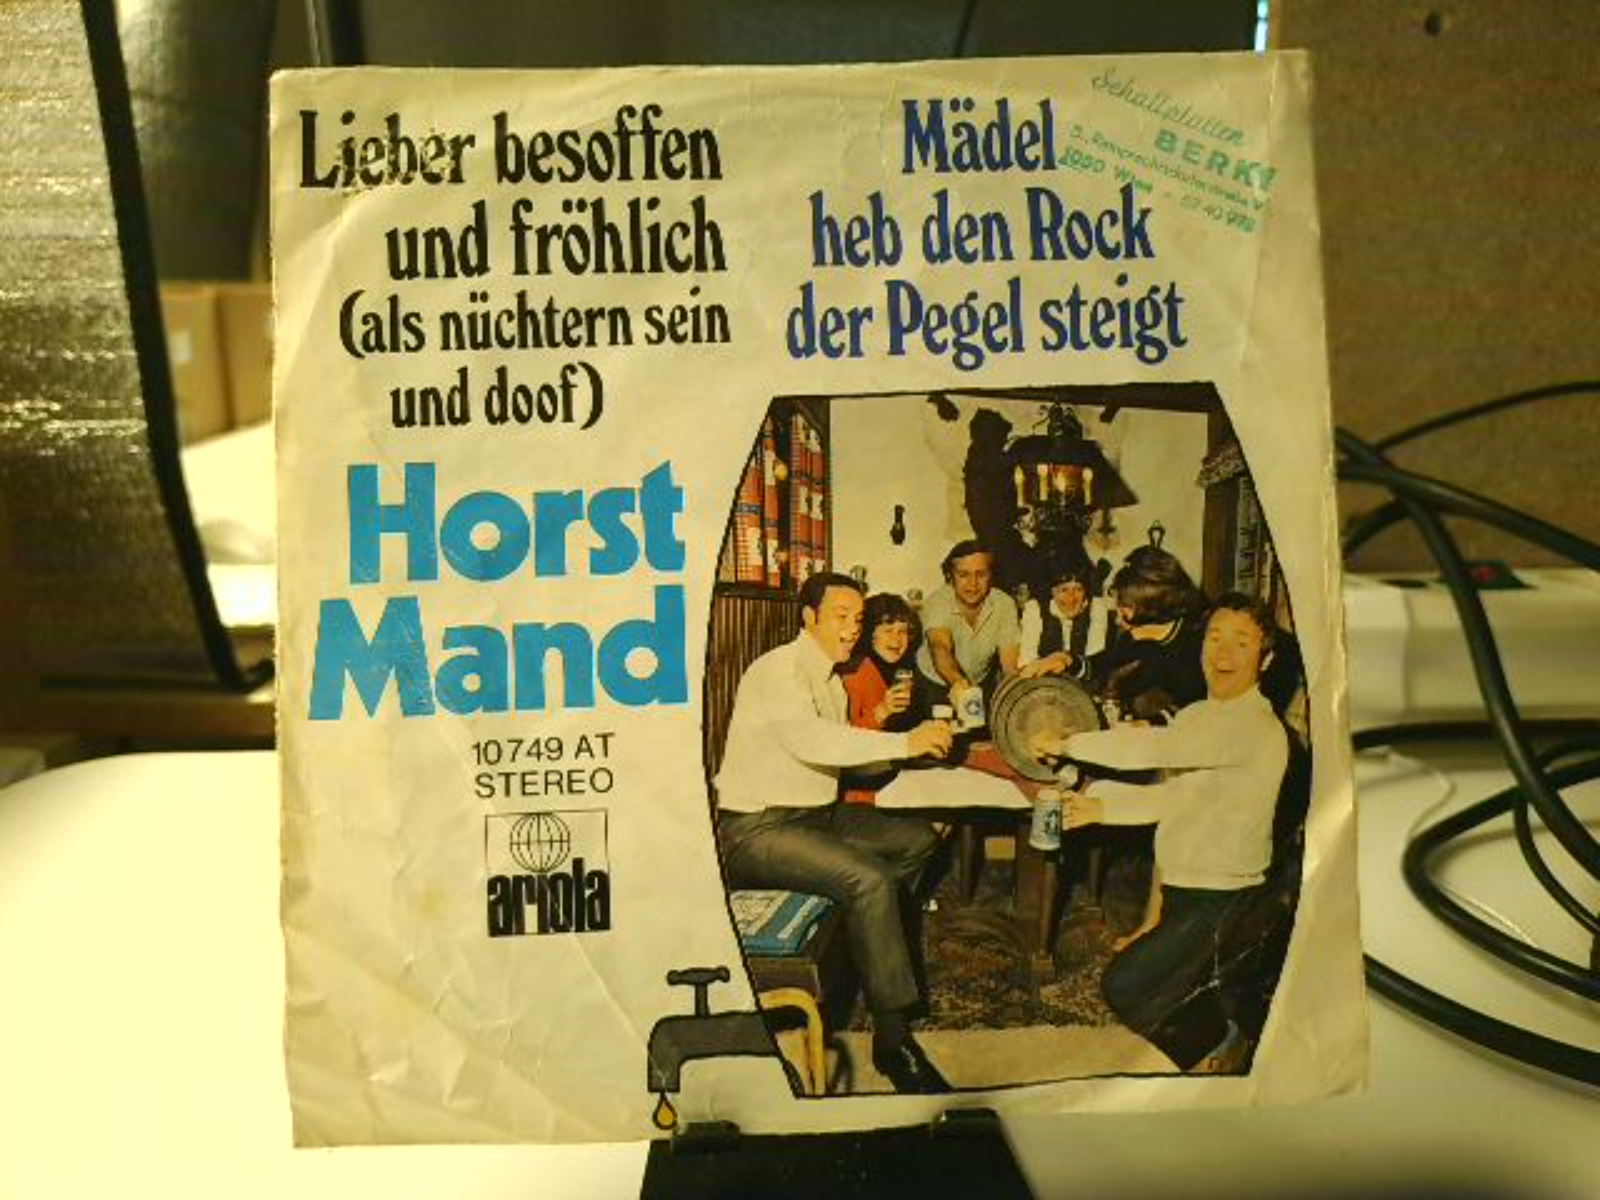 Lieber besoffen
und fröhlich
(als nüchtern sein
und doof)
Mädel
heb den Rock
der Pegel steigt
Schallplatten
BERKY
1050 Wien
Horst
Mand
10749 AT
STEREO
ariola